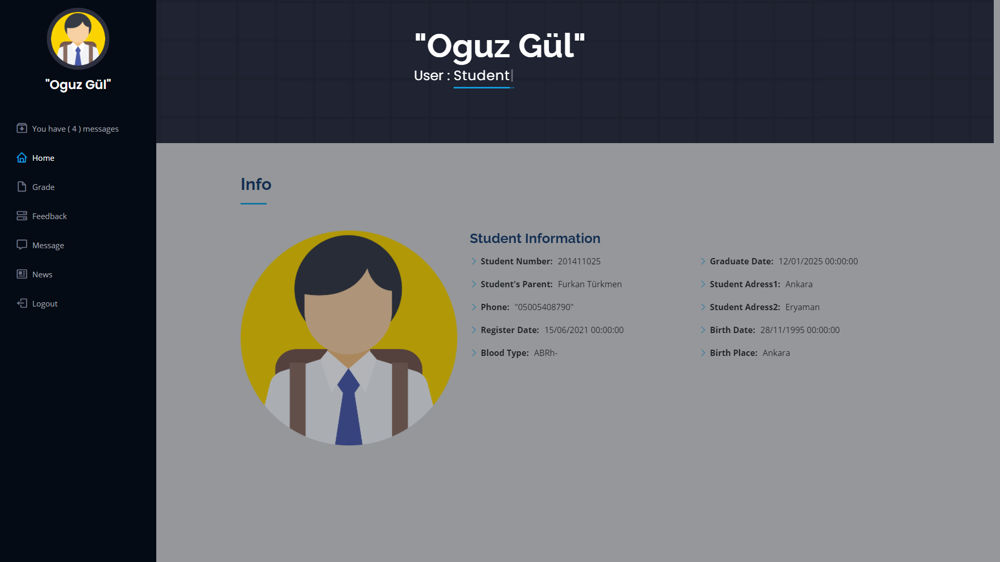 "Oguz Gül"
You have ( 4 ) messages
Home
Grade
Feedback
Message
News
Logout
"Oguz Gül"
User : Student
Info
Student Information
Student Number: 201411025
Student's Parent: Furkan Türkmen
Phone: "05005408790"
Register Date: 15/06/2021 00:00:00
Blood Type: ABRh-
Graduate Date: 12/01/2025 00:00:00
Student Adress1: Ankara
Student Adress2: Eryaman
Birth Date: 28/11/1995 00:00:00
Birth Place: Ankara